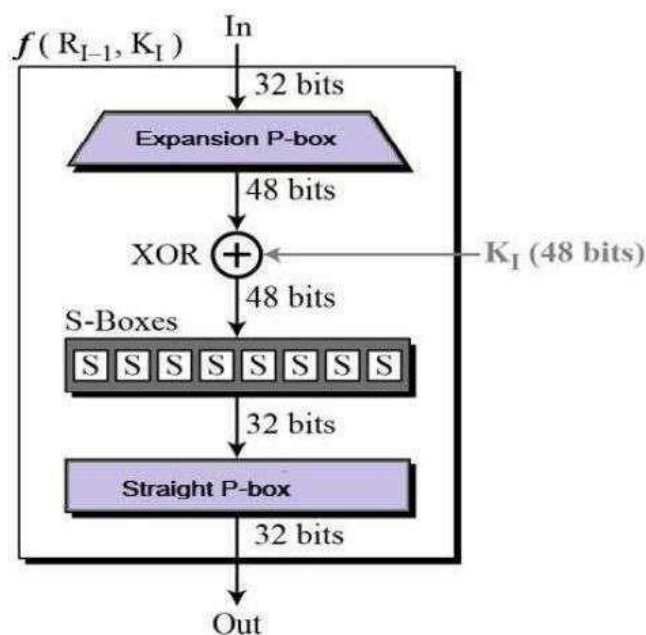 In
f ( R_I–1, K_I )
32 bits
Expansion P-box
48 bits
XOR + K_I (48 bits)
48 bits
S-Boxes
S S S S S S S S
32 bits
Straight P-box
32 bits
Out